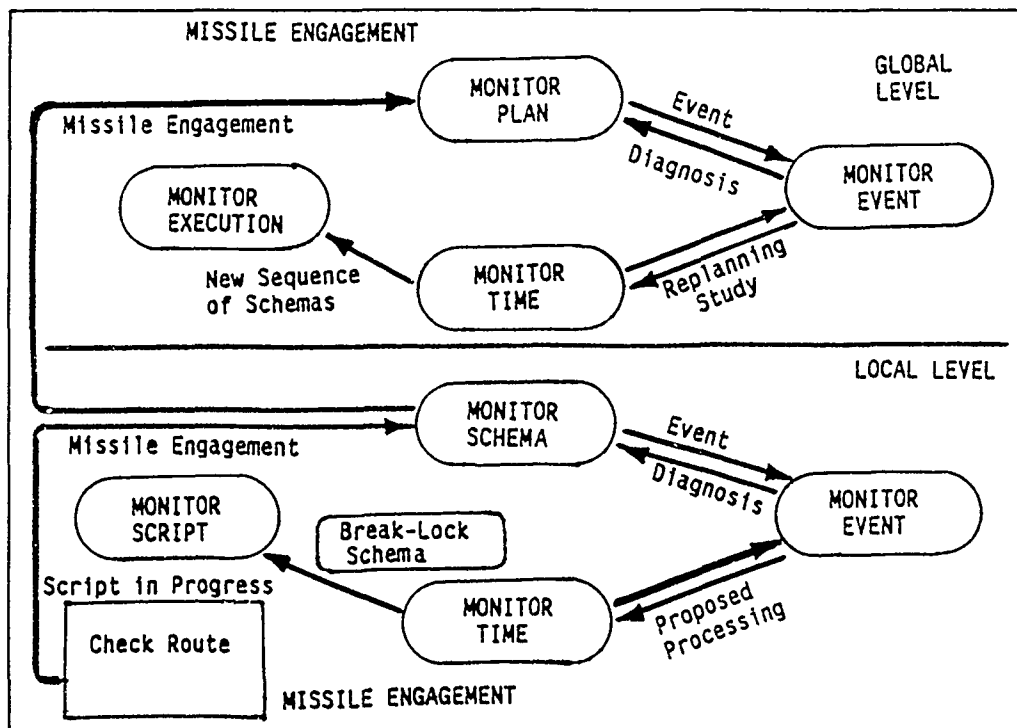 MISSILE ENGAGEMENT
GLOBAL
LEVEL
MONITOR
PLAN
Event
Missile Engagement
Diagnosis
MONITOR
EVENT
MONITOR
EXECUTION
New Sequence
of Schemas
MONITOR
TIME
Replanning
Study
LOCAL LEVEL
MONITOR
SCHEMA
Event
Missile Engagement
Diagnosis
MONITOR
EVENT
MONITOR
SCRIPT
Break-Lock
Schema
Script in Progress
MONITOR
TIME
Proposed
Processing
Check Route
MISSILE ENGAGEMENT